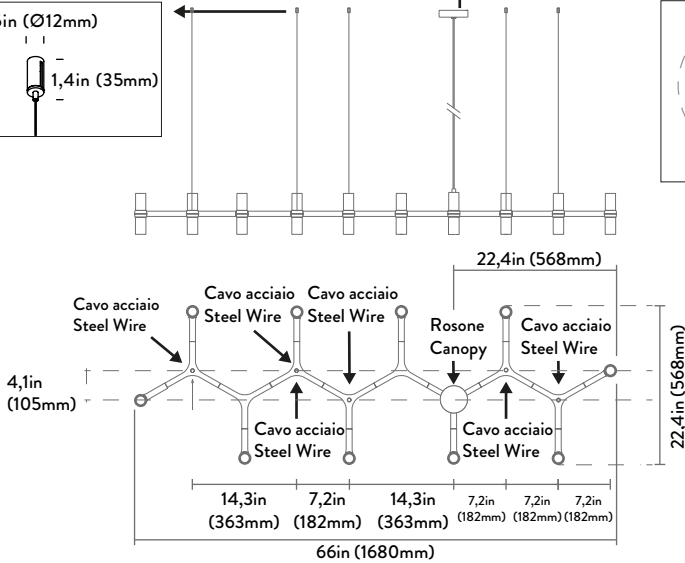 5in (Ø12mm)
1,4in (35mm)
22,4in (568mm)
Cavo acciaio
Steel Wire
Cavo acciaio
Steel Wire
Cavo acciaio
Steel Wire
Rosone
Canopy
Cavo acciaio
Steel Wire
4,1in
(105mm)
22,4in (568mm)
Cavo acciaio
Steel Wire
Cavo acciaio
Steel Wire
14,3in
(363mm)
7,2in
(182mm)
14,3in
(363mm)
7,2in
(182mm)
7,2in
(182mm)
7,2in
(182mm)
66in (1680mm)